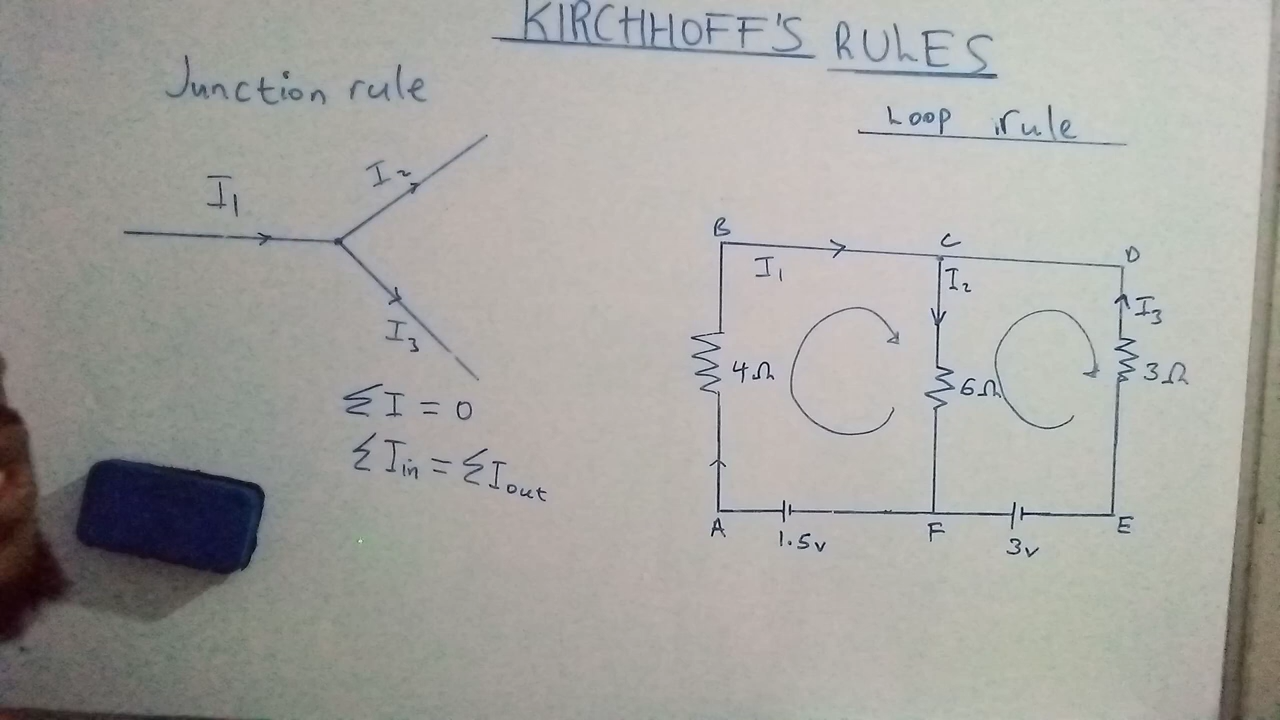 KIRCHHOFF'S RULES
Junction rule
I₁
I₂
I₃
ΣI = 0
ΣIin = ΣIout
Loop rule
B
C
D
I₁
I₂
I₃
4Ω
6Ω
3Ω
A
1.5v
F
3v
E